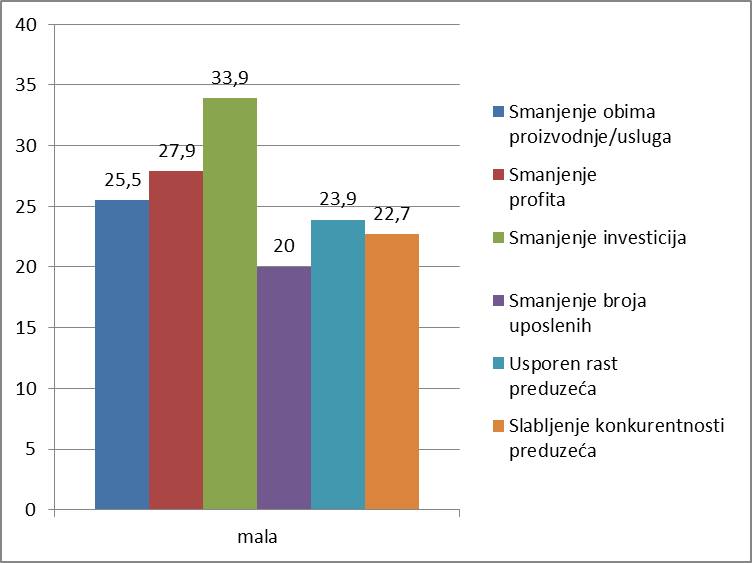 40
35
30
25
20
15
10
5
0
25,5
27,9
33,9
20
23,9
22,7
mala
Smanjenje obima
proizvodnje/usluga
Smanjenje
profita
Smanjenje investicija
Smanjenje broja
uposlenih
Usporen rast
preduzeća
Slabljenje konkurentnosti
preduzeća